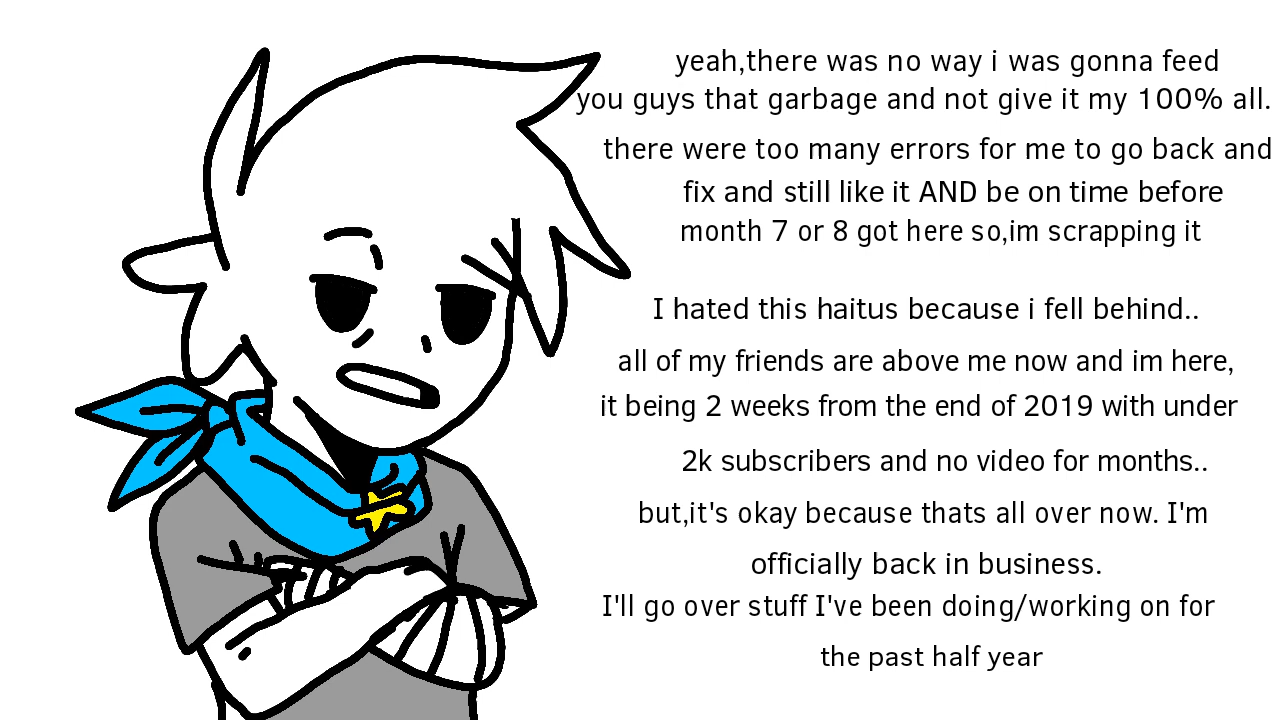 yeah,there was no way i was gonna feed
you guys that garbage and not give it my 100% all.
there were too many errors for me to go back and
fix and still like it AND be on time before
month 7 or 8 got here so,im scrapping it
I hated this haitus because i fell behind..
all of my friends are above me now and im here,
it being 2 weeks from the end of 2019 with under
2k subscribers and no video for months..
but,it's okay because thats all over now. I'm
officially back in business.
I'll go over stuff I've been doing/working on for
the past half year